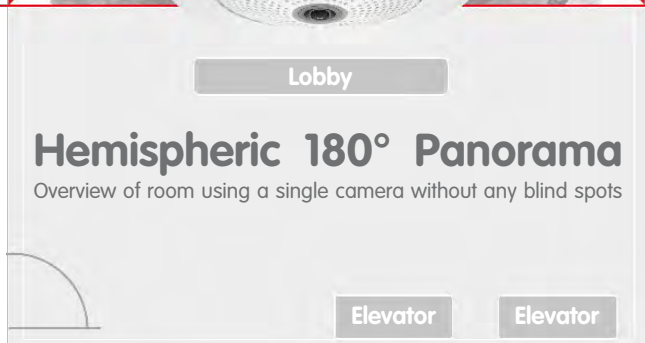 Lobby
Hemispheric 180° Panorama
Overview of room using a single camera without any blind spots
Elevator Elevator